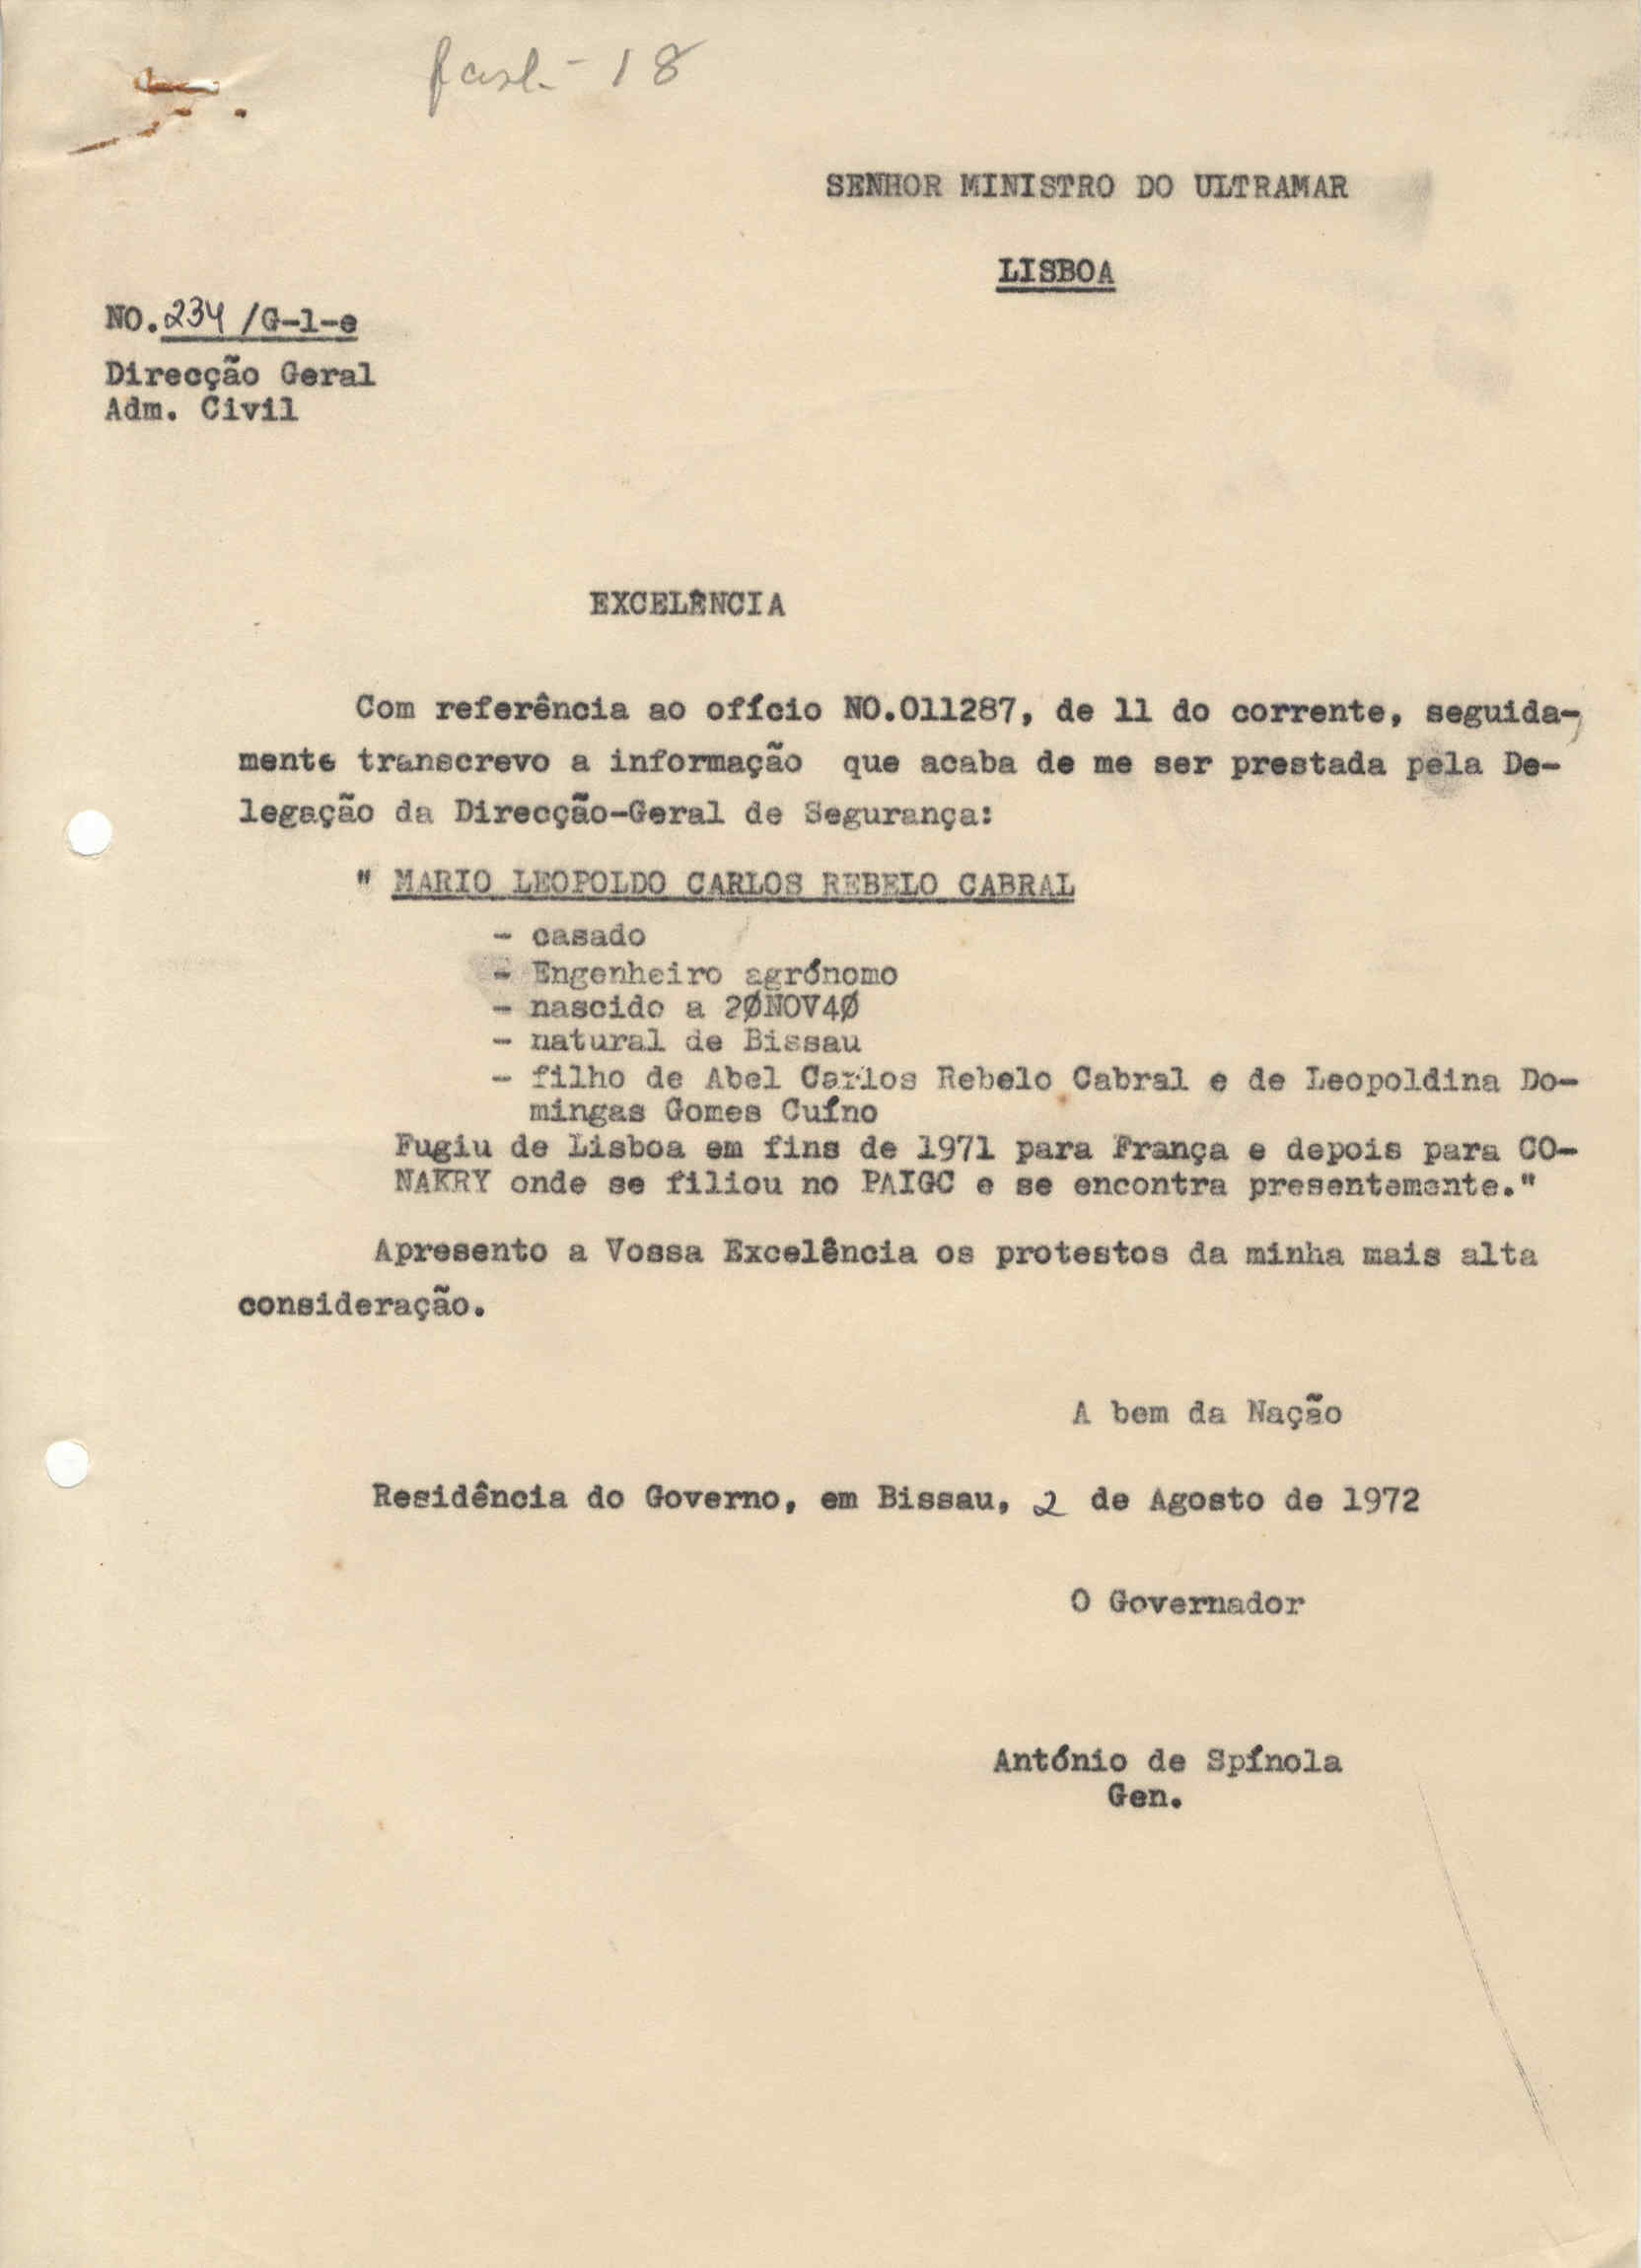 - 18
SENHOR MINISTRO DO ULTRAMAR
LISBOA
NO.234/G-1-e
Direcção Geral
Adm. Civil
EXCELÊNCIA
Com referência ao ofício NO.011287, de 11 do corrente, seguida-
mente transcrevo a informação que acaba de me ser prestada pela De-
legação da Direcção-Geral de Segurança:
" MARIO LEOPOLDO CARLOS REBELO CABRAL
- casado
- Engenheiro agrónomo
- nascido a 2ØNOV4Ø
- natural de Bissau
- filho de Abel Carlos Rebelo Cabral e de Leopoldina Do-
mingas Gomes Cuíno
Fugiu de Lisboa em fins de 1971 para França e depois para CO-
NAKRY onde se filiou no PAIGC e se encontra presentemente."
Apresento a Vossa Excelência os protestos da minha mais alta
consideração.
A bem da Nação
Residência do Governo, em Bissau, 2 de Agosto de 1972
O Governador
António de Spínola
Gen.